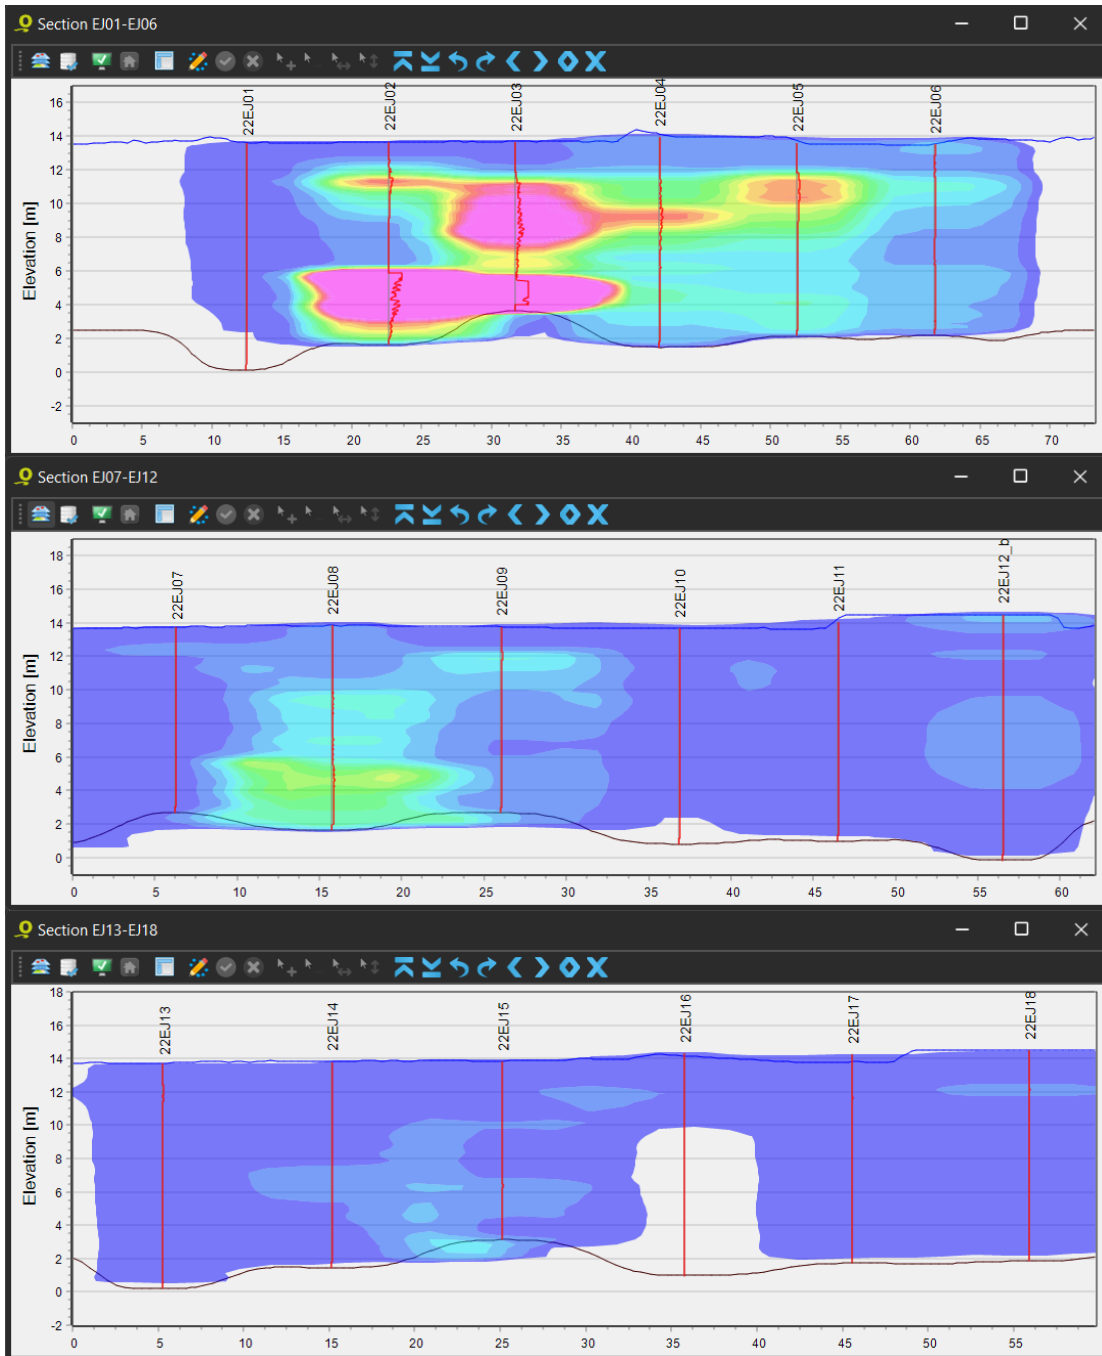 Section EJ01-EJ06
22EJ01
22EJ02
22EJ03
22EJ04
22EJ05
22EJ06
Elevation [m]
16
14
12
10
8
6
4
2
0
-2
0 5 10 15 20 25 30 35 40 45 50 55 60 65 70
Section EJ07-EJ12
22EJ07
22EJ08
22EJ09
22EJ10
22EJ11
22EJ12_b
Elevation [m]
18
16
14
12
10
8
6
4
2
0
0 5 10 15 20 25 30 35 40 45 50 55 60
Section EJ13-EJ18
22EJ13
22EJ14
22EJ15
22EJ16
22EJ17
22EJ18
Elevation [m]
18
16
14
12
10
8
6
4
2
0
-2
0 5 10 15 20 25 30 35 40 45 50 55